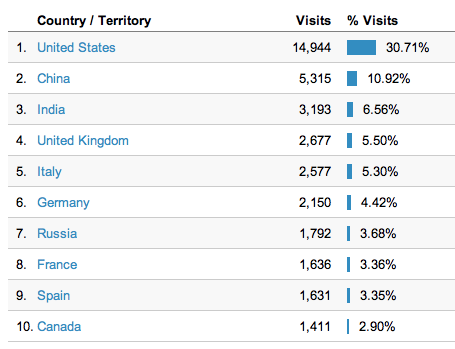 Country / Territory Visits % Visits
1. United States 14,944 30.71%
2. China 5,315 10.92%
3. India 3,193 6.56%
4. United Kingdom 2,677 5.50%
5. Italy 2,577 5.30%
6. Germany 2,150 4.42%
7. Russia 1,792 3.68%
8. France 1,636 3.36%
9. Spain 1,631 3.35%
10. Canada 1,411 2.90%